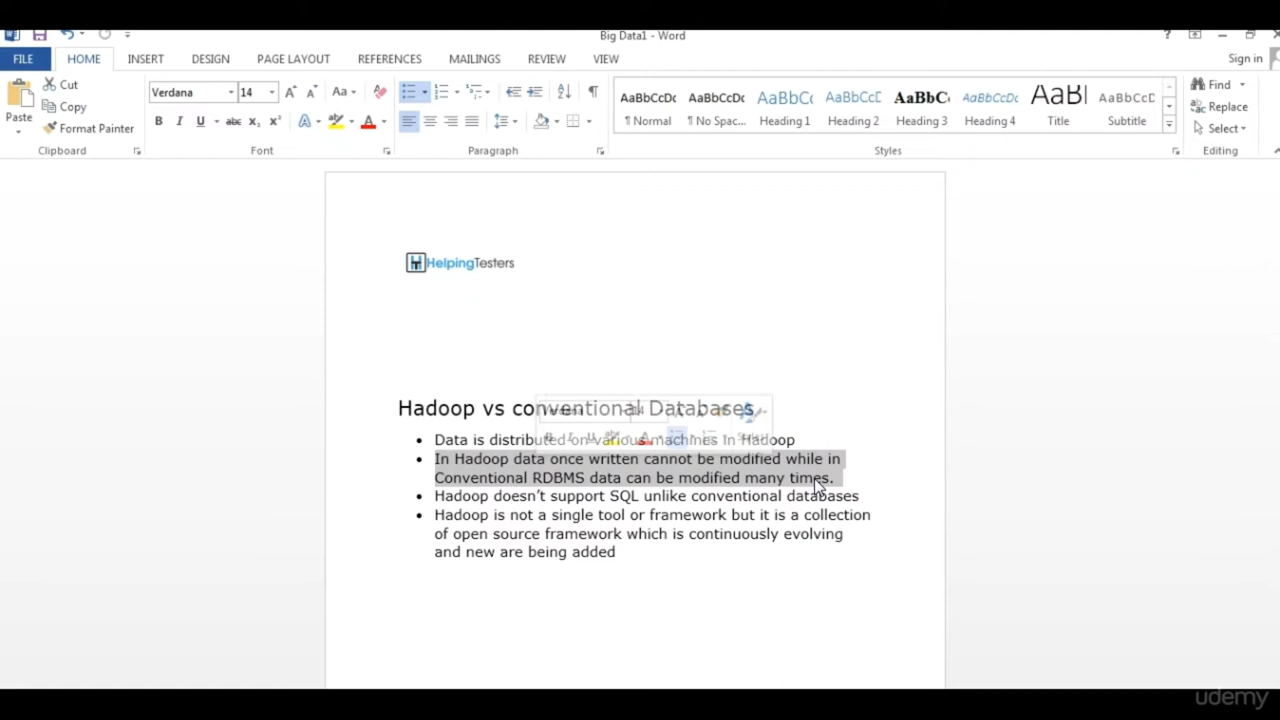 Big Data1 - Word
FILE HOME INSERT DESIGN PAGE LAYOUT REFERENCES MAILINGS REVIEW VIEW Sign in
Paste
Cut
Copy
Format Painter
Clipboard
Verdana 14
Font
Paragraph
AaBbCcDc AaBbCcDc AaBbCc AaBbCcD AaBbC AaBbCcDc AaBl AaBbCcD
¶ Normal ¶ No Spac... Heading 1 Heading 2 Heading 3 Heading 4 Title Subtitle
Styles
Find
Replace
Select
Editing
HelpingTesters
Hadoop vs conventional Databases
Data is distributed on various machines in Hadoop
In Hadoop data once written cannot be modified while in
Conventional RDBMS data can be modified many times.
Hadoop doesn’t support SQL unlike conventional databases
Hadoop is not a single tool or framework but it is a collection
of open source framework which is continuously evolving
and new are being added
udemy